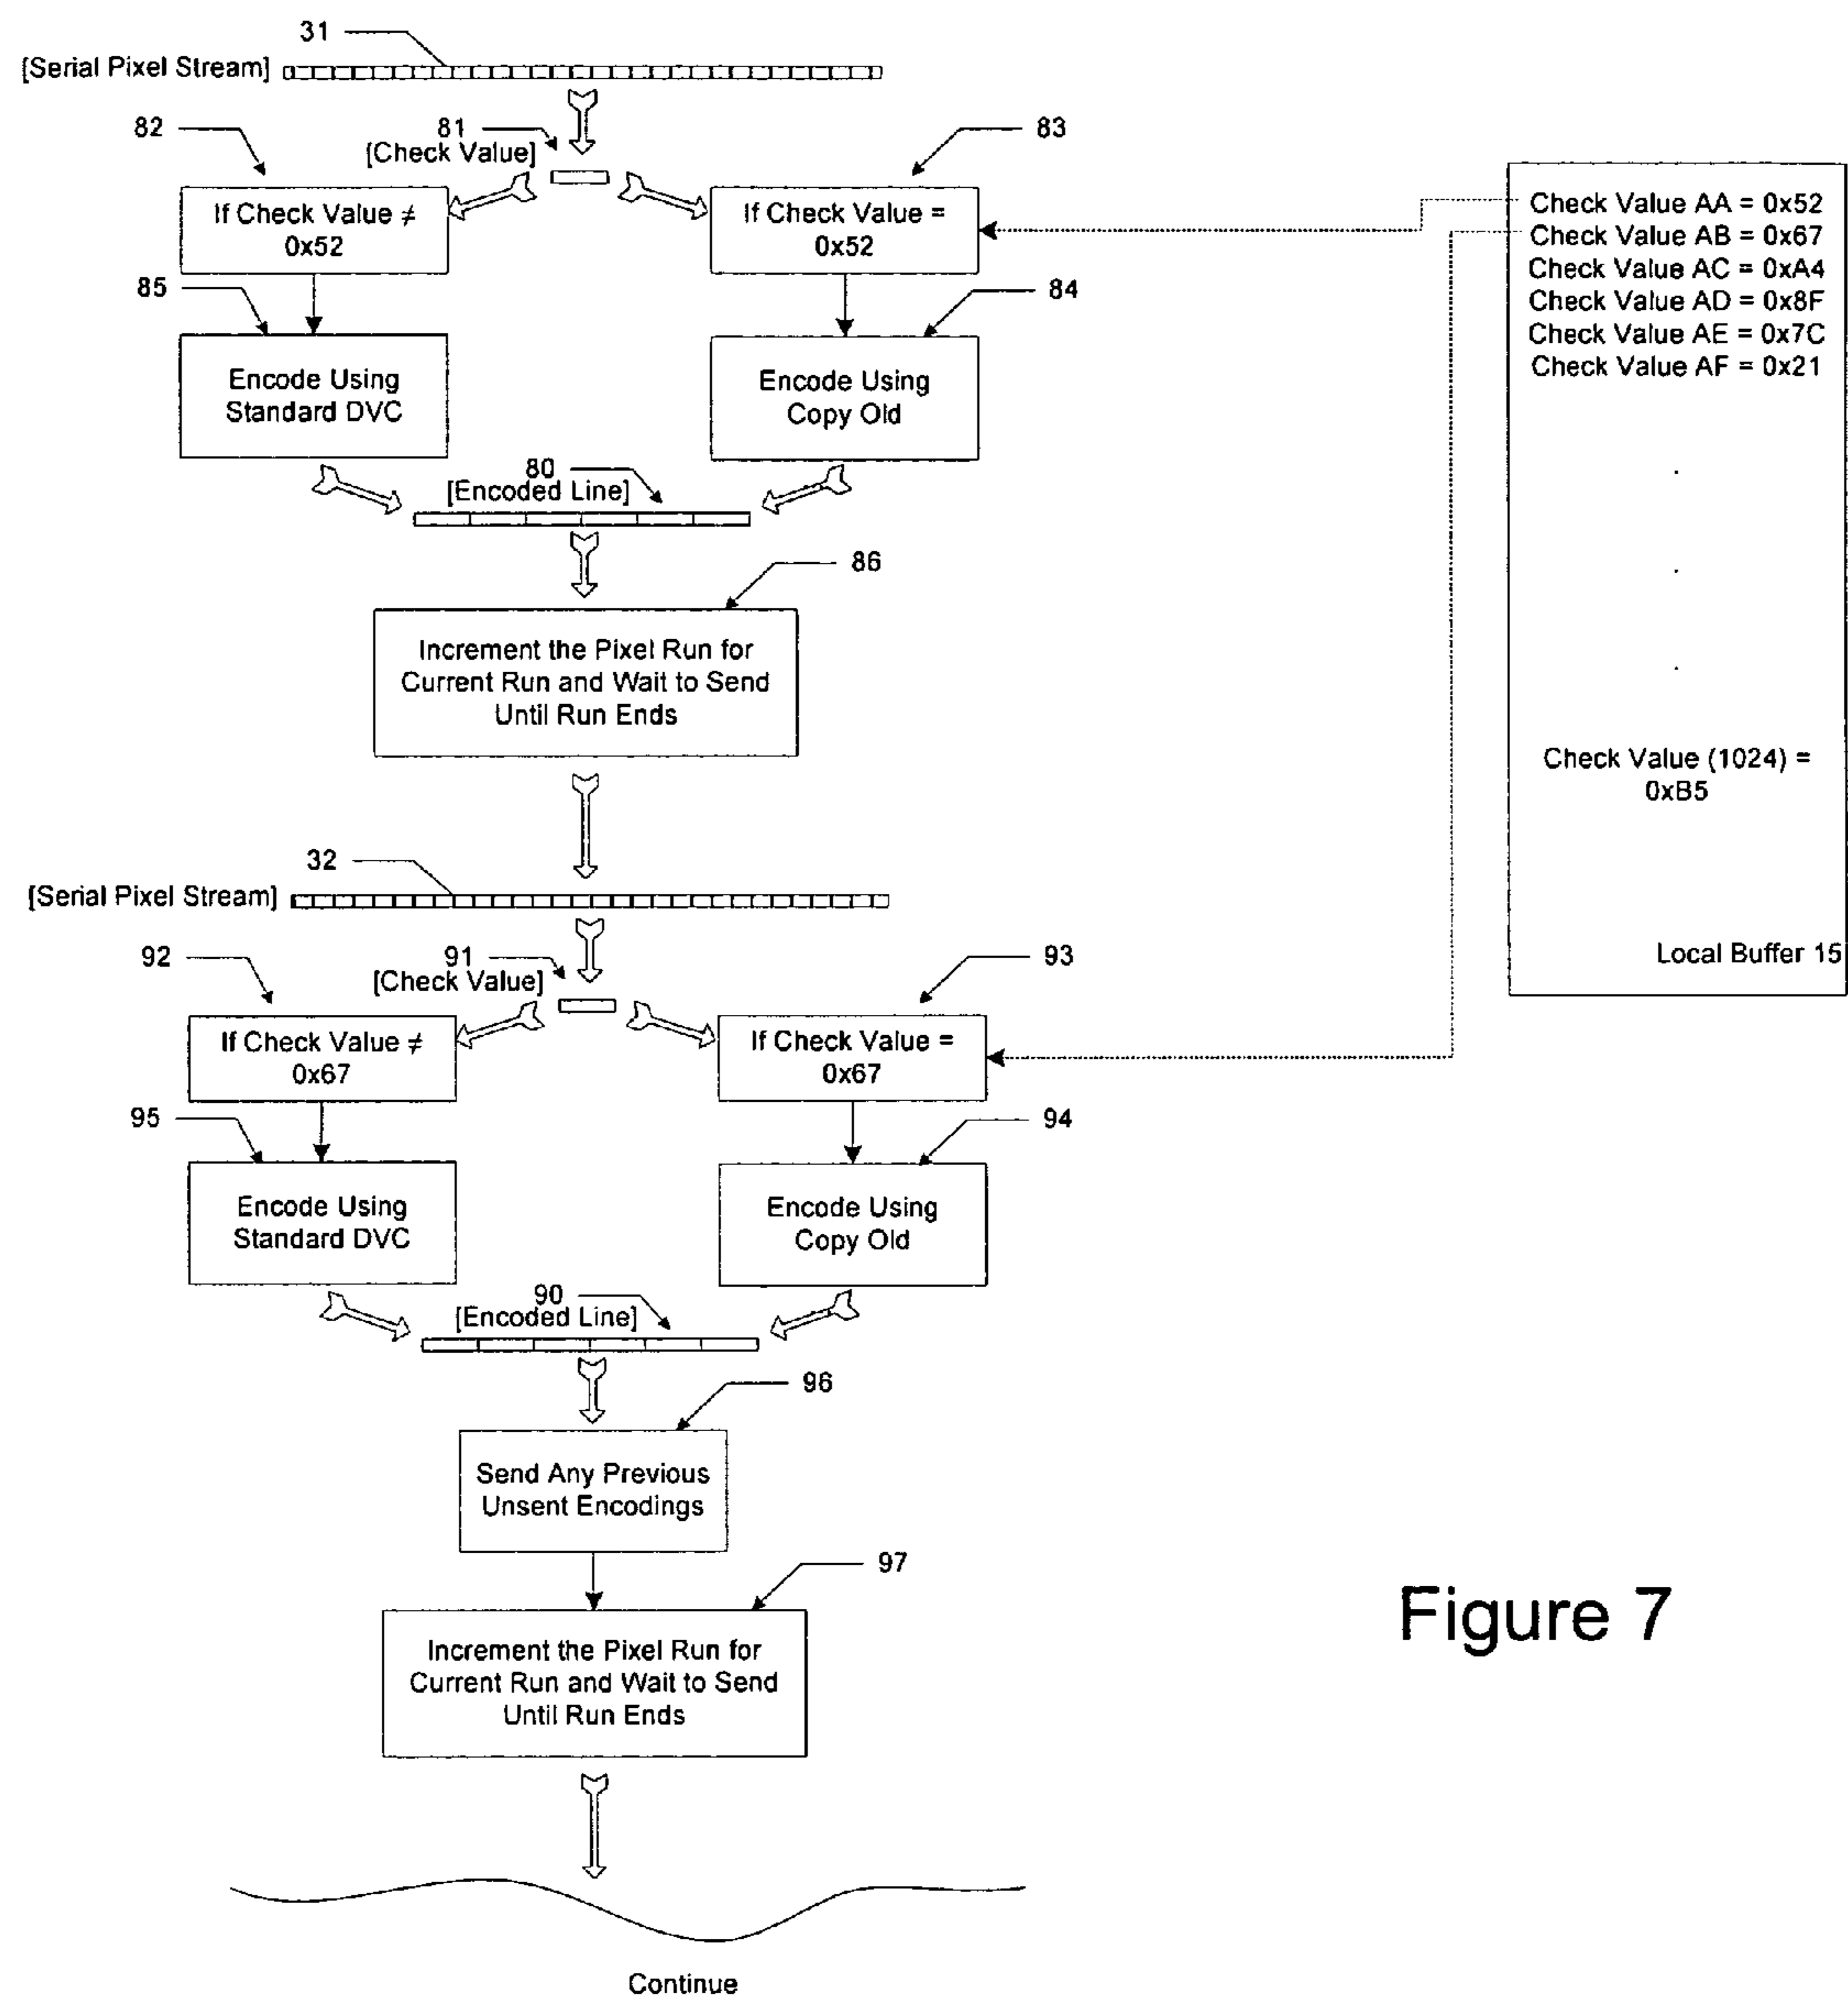 31
[Serial Pixel Stream]
82
81
[Check Value]
83
If Check Value ≠
0x52
If Check Value =
0x52
85
84
Encode Using
Standard DVC
Encode Using
Copy Old
80
[Encoded Line]
86
Increment the Pixel Run for
Current Run and Wait to Send
Until Run Ends
Check Value AA = 0x52
Check Value AB = 0x67
Check Value AC = 0xA4
Check Value AD = 0x8F
Check Value AE = 0x7C
Check Value AF = 0x21
.
.
.
Check Value (1024) =
0xB5
Local Buffer 15
32
[Serial Pixel Stream]
92
91
[Check Value]
93
If Check Value ≠
0x67
If Check Value =
0x67
95
94
Encode Using
Standard DVC
Encode Using
Copy Old
90
[Encoded Line]
96
Send Any Previous
Unsent Encodings
97
Increment the Pixel Run for
Current Run and Wait to Send
Until Run Ends
Continue
Figure 7